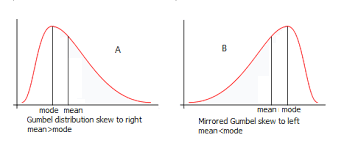 A
mode mean
Gumbel distribution skew to right
mean>mode
B
mean mode
Mirrored Gumbel skew to left
mean<mode